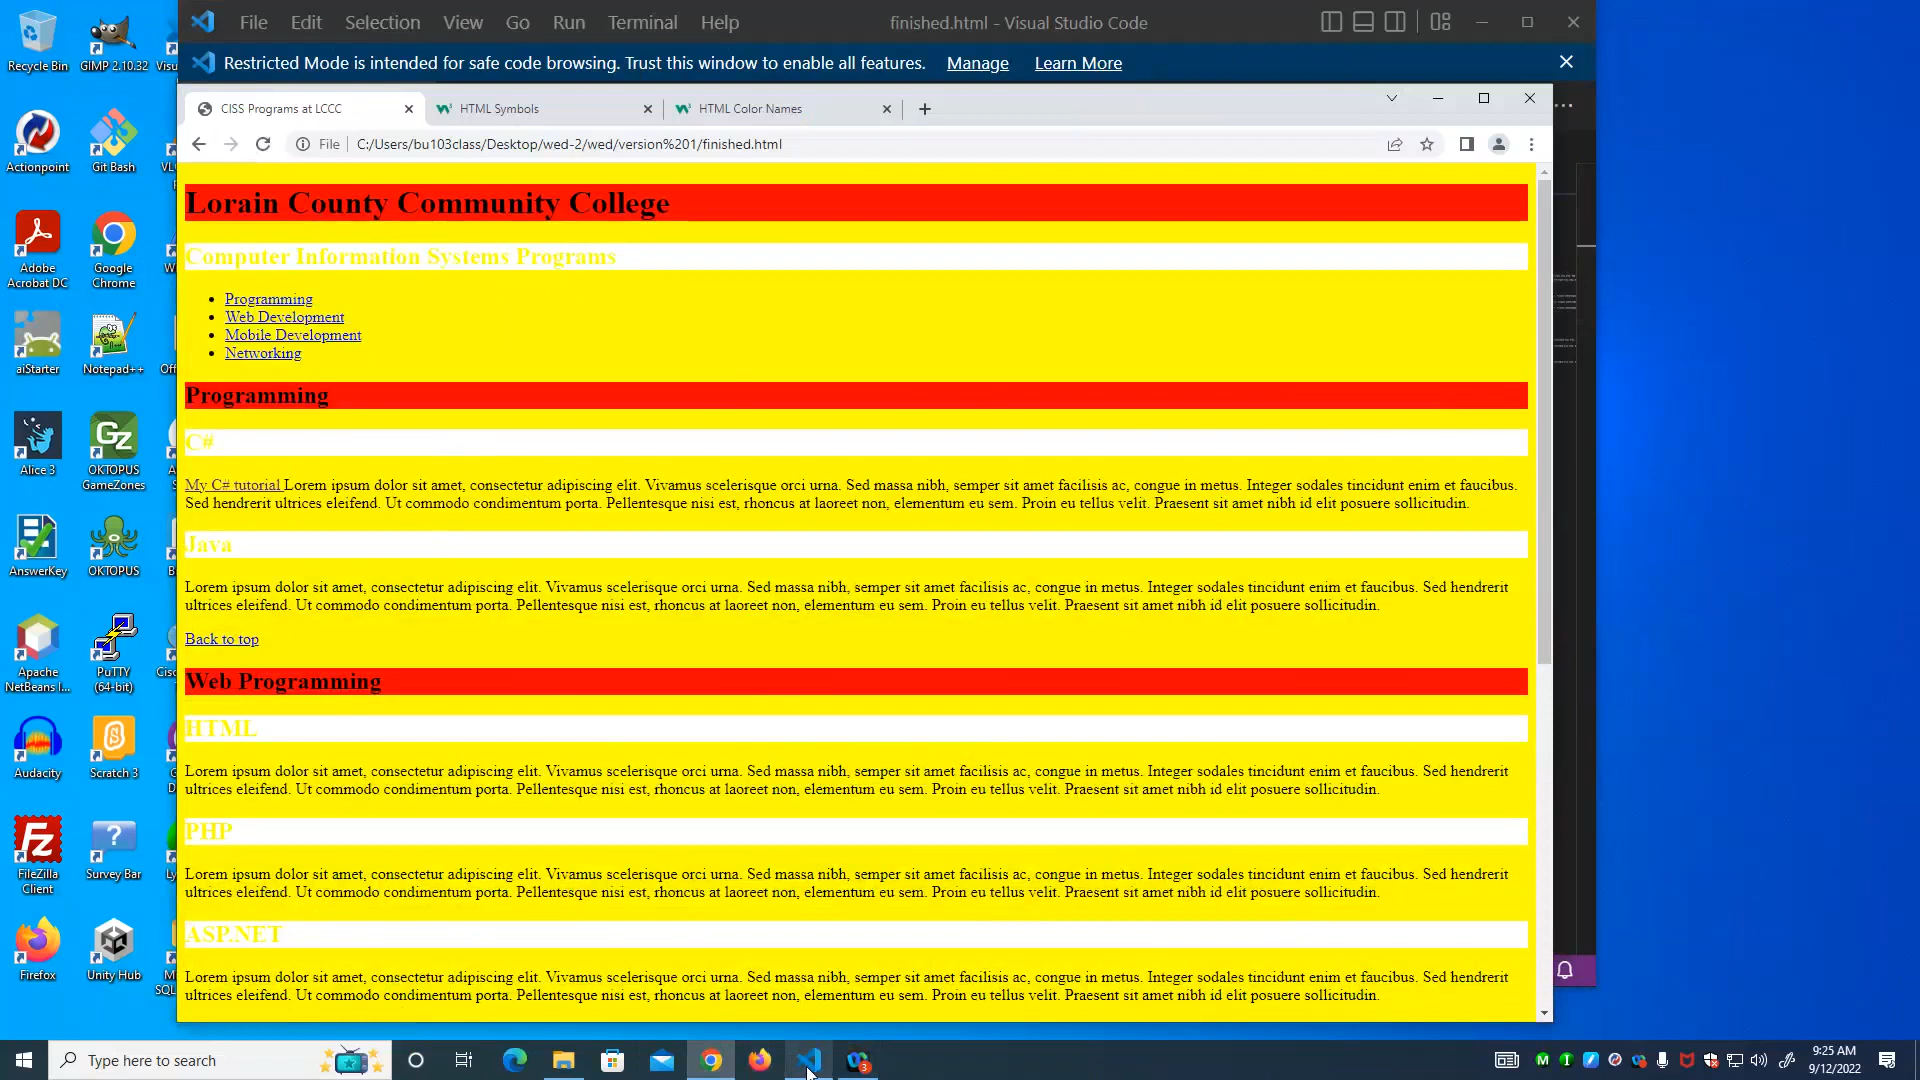 File Edit Selection View Go Run Terminal Help finished.html - Visual Studio Code
Restricted Mode is intended for safe code browsing. Trust this window to enable all features. Manage Learn More
CISS Programs at LCCC HTML Symbols HTML Color Names
File C:/Users/bu103class/Desktop/wed-2/wed/version%201/finished.html
Lorain County Community College
Computer Information Systems Programs
Programming
Web Development
Mobile Development
Networking
Programming
C#
My C# tutorial Lorem ipsum dolor sit amet, consectetur adipiscing elit. Vivamus scelerisque orci urna. Sed massa nibh, semper sit amet facilisis ac, congue in metus. Integer sodales tincidunt enim et faucibus.
Sed hendrerit ultrices eleifend. Ut commodo condimentum porta. Pellentesque nisi est, rhoncus at laoreet non, elementum eu sem. Proin eu tellus velit. Praesent sit amet nibh id elit posuere sollicitudin.
Java
Lorem ipsum dolor sit amet, consectetur adipiscing elit. Vivamus scelerisque orci urna. Sed massa nibh, semper sit amet facilisis ac, congue in metus. Integer sodales tincidunt enim et faucibus. Sed hendrerit
ultrices eleifend. Ut commodo condimentum porta. Pellentesque nisi est, rhoncus at laoreet non, elementum eu sem. Proin eu tellus velit. Praesent sit amet nibh id elit posuere sollicitudin.
Back to top
Web Programming
HTML
Lorem ipsum dolor sit amet, consectetur adipiscing elit. Vivamus scelerisque orci urna. Sed massa nibh, semper sit amet facilisis ac, congue in metus. Integer sodales tincidunt enim et faucibus. Sed hendrerit
ultrices eleifend. Ut commodo condimentum porta. Pellentesque nisi est, rhoncus at laoreet non, elementum eu sem. Proin eu tellus velit. Praesent sit amet nibh id elit posuere sollicitudin.
PHP
Lorem ipsum dolor sit amet, consectetur adipiscing elit. Vivamus scelerisque orci urna. Sed massa nibh, semper sit amet facilisis ac, congue in metus. Integer sodales tincidunt enim et faucibus. Sed hendrerit
ultrices eleifend. Ut commodo condimentum porta. Pellentesque nisi est, rhoncus at laoreet non, elementum eu sem. Proin eu tellus velit. Praesent sit amet nibh id elit posuere sollicitudin.
ASP.NET
Lorem ipsum dolor sit amet, consectetur adipiscing elit. Vivamus scelerisque orci urna. Sed massa nibh, semper sit amet facilisis ac, congue in metus. Integer sodales tincidunt enim et faucibus. Sed hendrerit
ultrices eleifend. Ut commodo condimentum porta. Pellentesque nisi est, rhoncus at laoreet non, elementum eu sem. Proin eu tellus velit. Praesent sit amet nibh id elit posuere sollicitudin.
Recycle Bin GIMP 2.10.32
Actionpoint Git Bash
Adobe Google
Acrobat DC Chrome
aiStarter Notepad++
Alice 3 OKTOPUS
GameZones
AnswerKey OKTOPUS
Apache PuTTY
NetBeans I... (64-bit)
Audacity Scratch 3
FileZilla Survey Bar
Client
Firefox Unity Hub
Type here to search
9:25 AM
9/12/2022